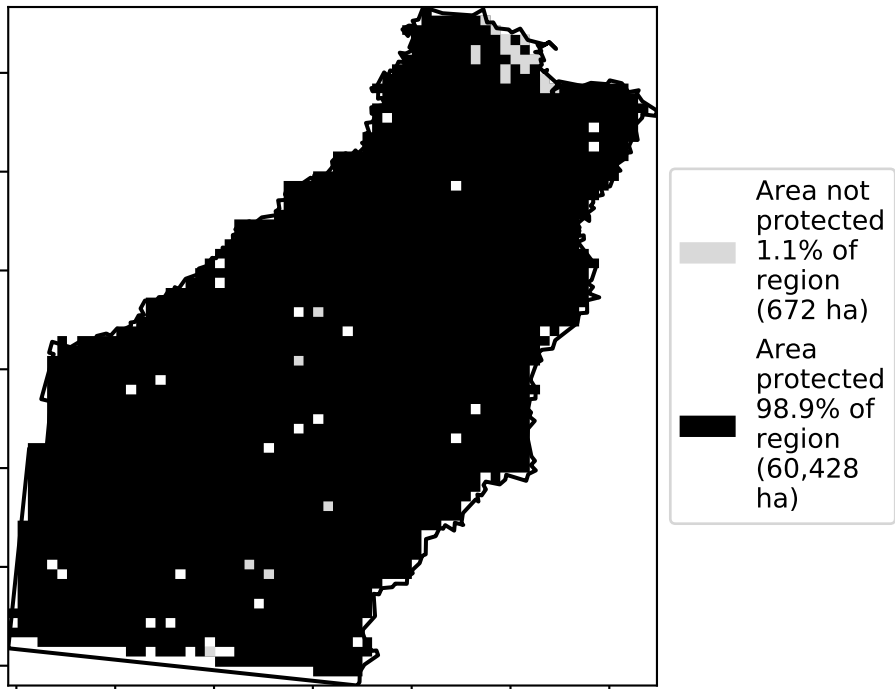 Area not
protected
1.1% of
region
(672 ha)
Area
protected
98.9% of
region
(60,428
ha)